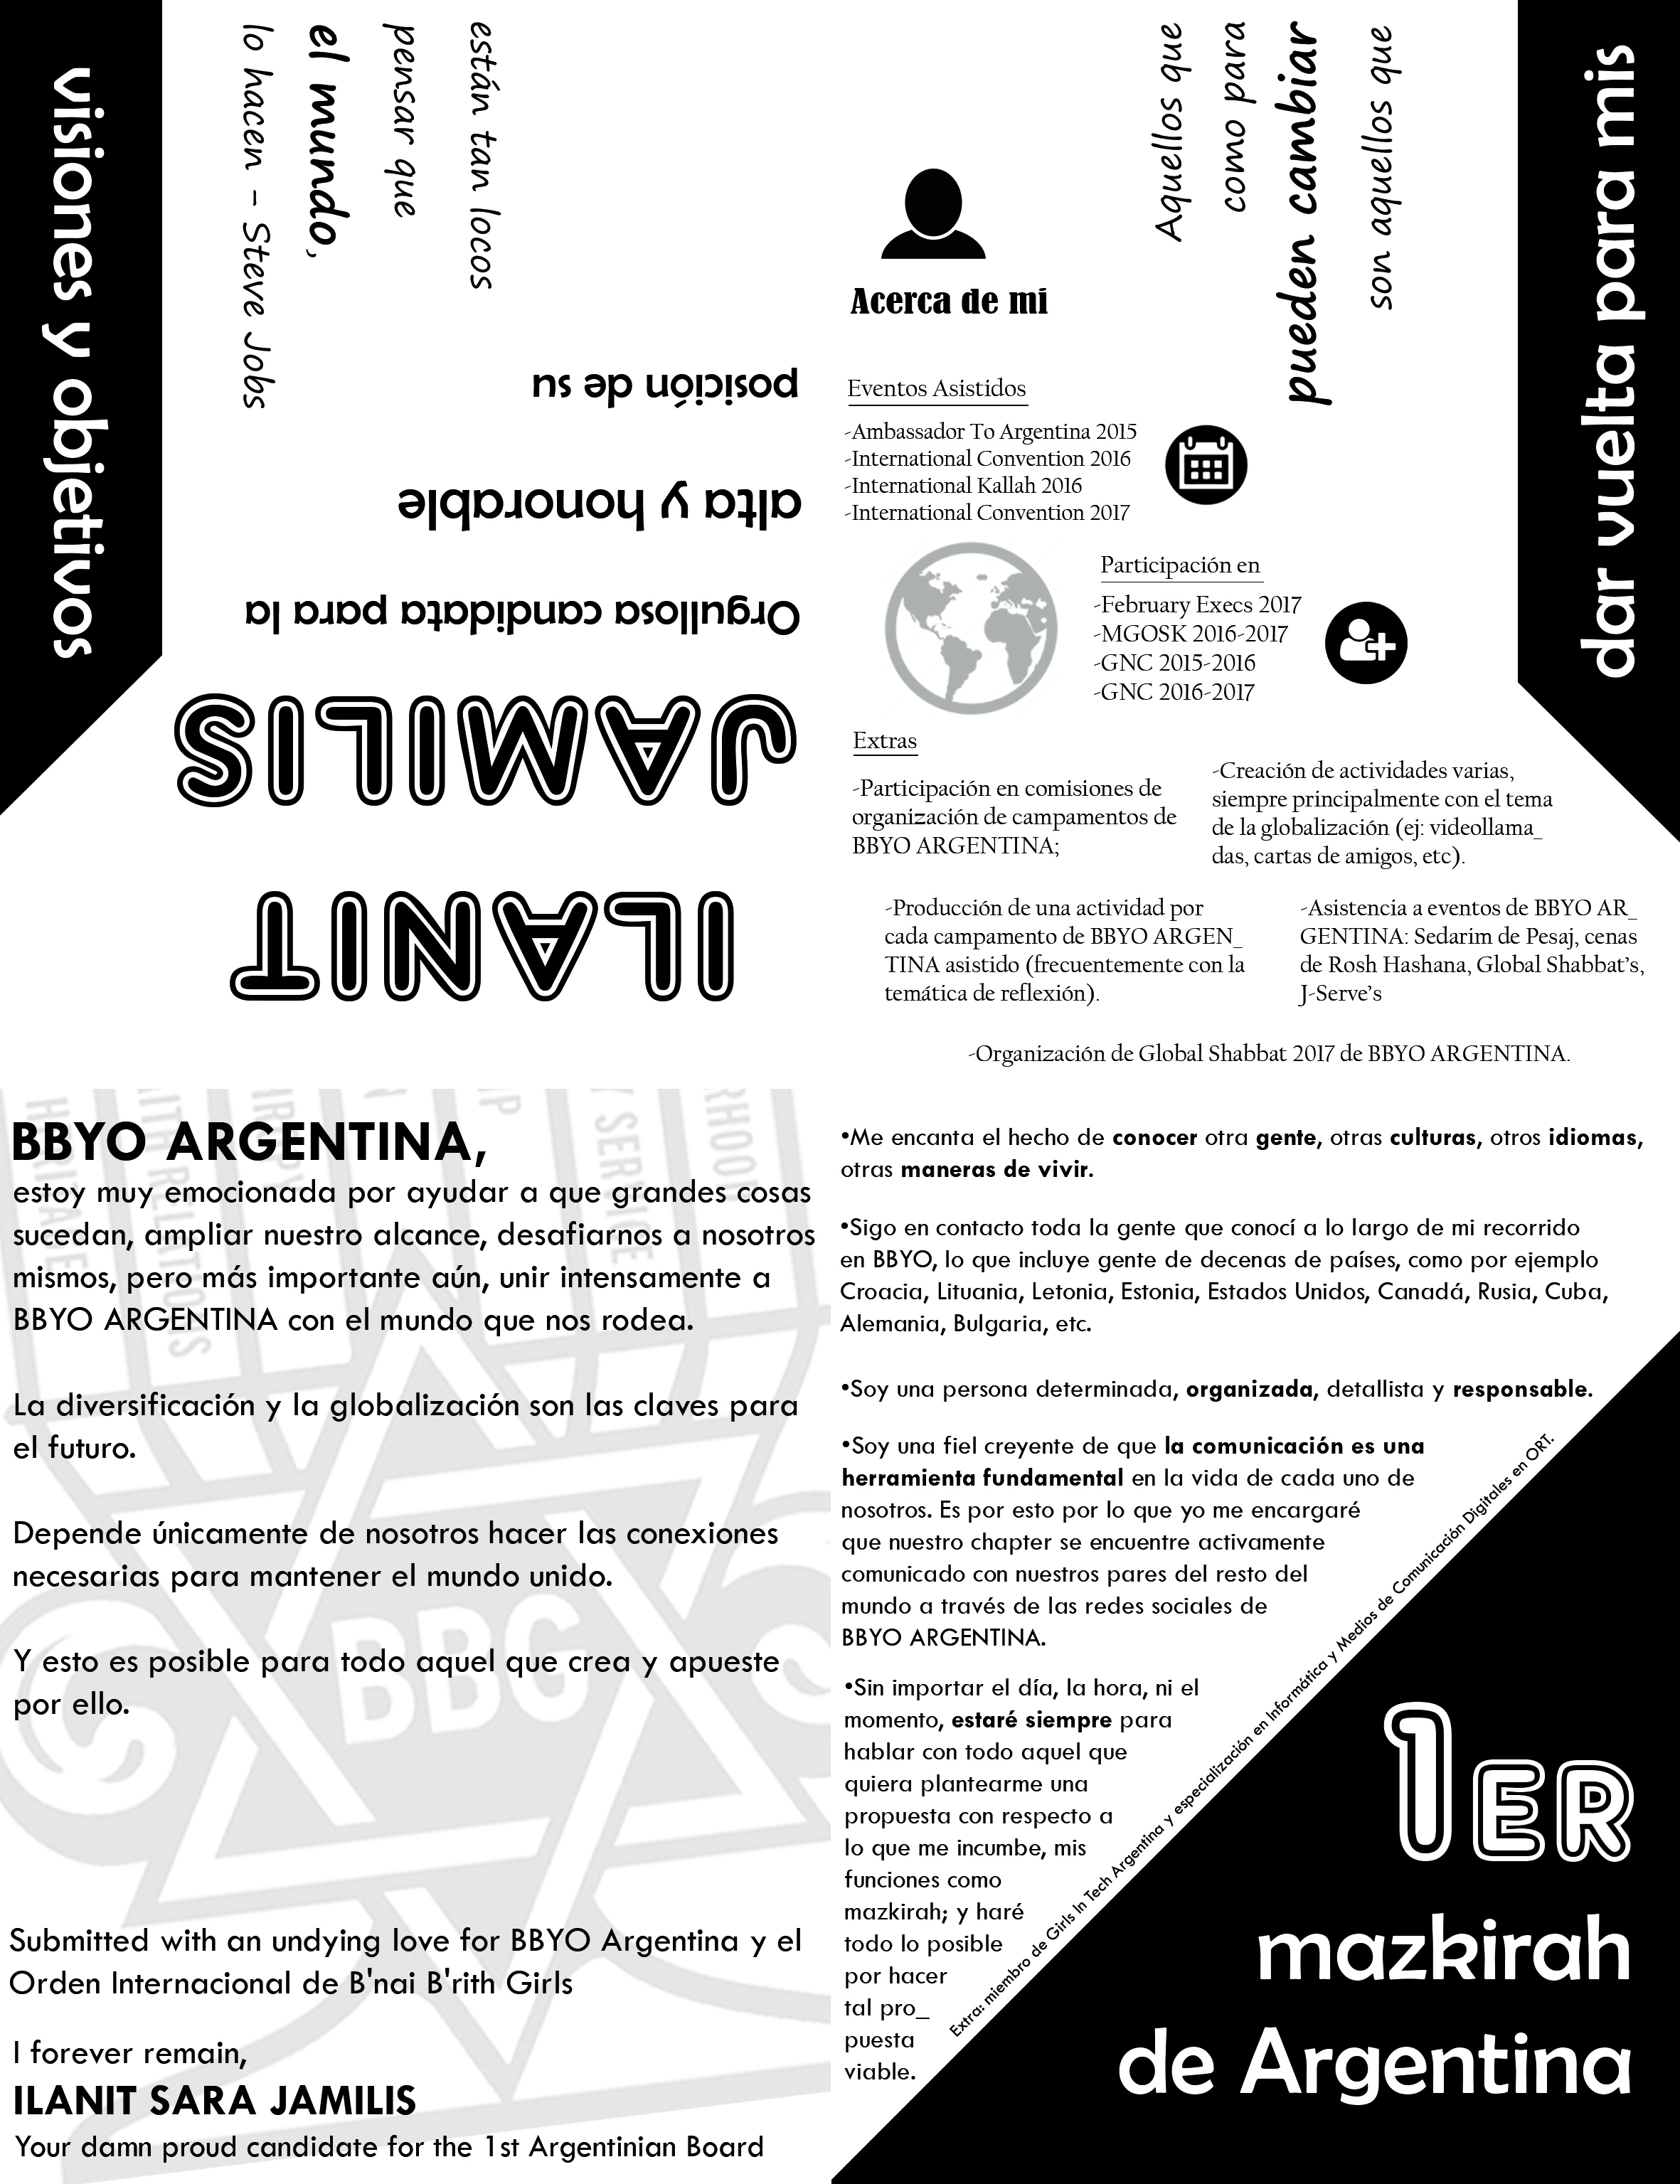 visiones y objetivos
están tan locos
pensar que
el mundo,
lo hacen – Steve Jobs
Aquellos que
como para
pueden cambiar
son aquellos que
dar vuelta para mis
ILANIT
JAMILIS
Orgullosa candidata para la
alta y honorable
posición de su
Acerca de mí
Eventos Asistidos
-Ambassador To Argentina 2015
-International Convention 2016
-International Kallah 2016
-International Convention 2017
Participación en
-February Execs 2017
-MGOSK 2016-2017
-GNC 2015-2016
-GNC 2016-2017
Extras
-Participación en comisiones de
organización de campamentos de
BBYO ARGENTINA;
-Creación de actividades varias,
siempre principalmente con el tema
de la globalización (ej: videollama_
das, cartas de amigos, etc).
-Producción de una actividad por
cada campamento de BBYO ARGEN_
TINA asistido (frecuentemente con la
temática de reflexión).
-Asistencia a eventos de BBYO AR_
GENTINA: Sedarim de Pesaj, cenas
de Rosh Hashana, Global Shabbat's,
J-Serve's
-Organización de Global Shabbat 2017 de BBYO ARGENTINA.
BBYO ARGENTINA,
estoy muy emocionada por ayudar a que grandes cosas
sucedan, ampliar nuestro alcance, desafiarnos a nosotros
mismos, pero más importante aún, unir intensamente a
BBYO ARGENTINA con el mundo que nos rodea.
La diversificación y la globalización son las claves para
el futuro.
Depende únicamente de nosotros hacer las conexiones
necesarias para mantener el mundo unido.
Y esto es posible para todo aquel que crea y apueste
por ello.
BBG
SERVICE
Submitted with an undying love for BBYO Argentina y el
Orden Internacional de B'nai B'rith Girls
I forever remain,
ILANIT SARA JAMILIS
Your damn proud candidate for the 1st Argentinian Board
•Me encanta el hecho de conocer otra gente, otras culturas, otros idiomas,
otras maneras de vivir.
•Sigo en contacto toda la gente que conocí a lo largo de mi recorrido
en BBYO, lo que incluye gente de decenas de países, como por ejemplo
Croacia, Lituania, Letonia, Estonia, Estados Unidos, Canadá, Rusia, Cuba,
Alemania, Bulgaria, etc.
•Soy una persona determinada, organizada, detallista y responsable.
•Soy una fiel creyente de que la comunicación es una
herramienta fundamental en la vida de cada uno de
nosotros. Es por esto por lo que yo me encargaré
que nuestro chapter se encuentre activamente
comunicado con nuestros pares del resto del
mundo a través de las redes sociales de
BBYO ARGENTINA.
•Sin importar el día, la hora, ni el
momento, estaré siempre para
hablar con todo aquel que
quiera plantearme una
propuesta con respecto a
lo que me incumbe, mis
funciones como
mazkirah; y haré
todo lo posible
por hacer
tal pro_
puesta
viable.
Extra: miembro de Girls In Tech Argentina y especialización en Informática y Medios de Comunicación Digitales en ORT.
1ER
mazkirah
de Argentina